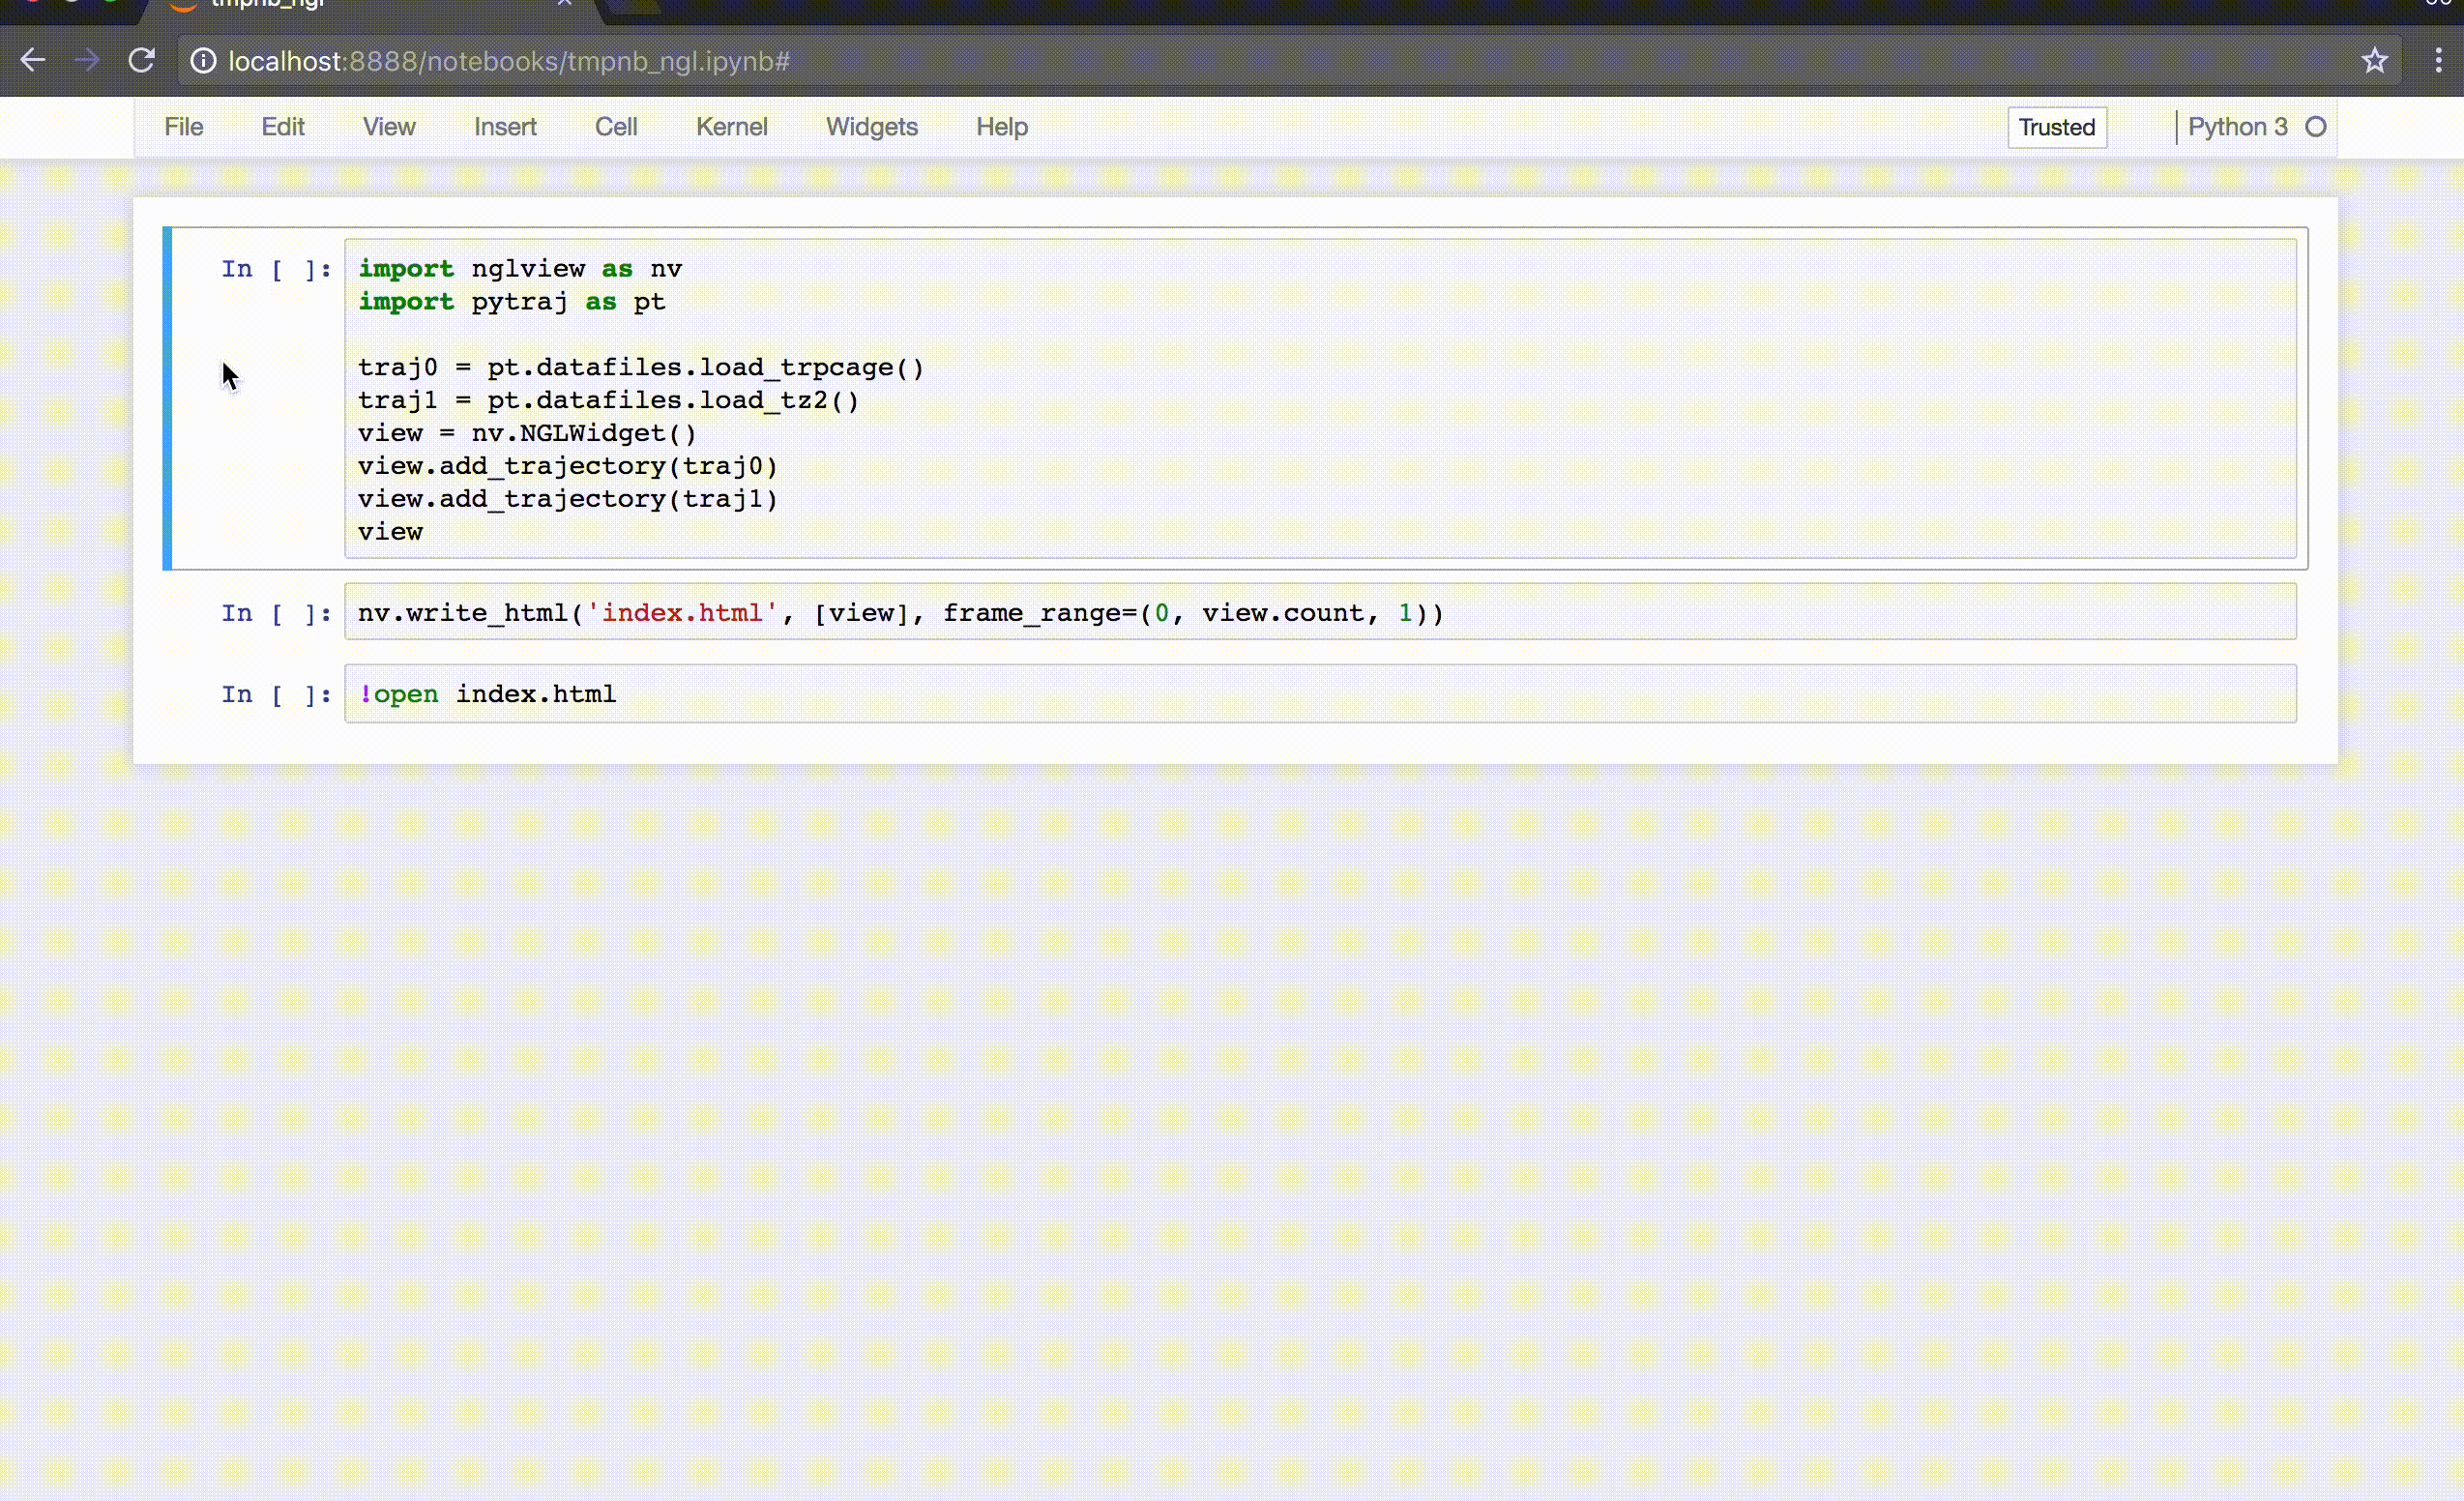 tmpnb_ngl
localhost:8888/notebooks/tmpnb_ngl.ipynb#
File Edit View Insert Cell Kernel Widgets Help Trusted Python 3
In [ ]: import nglview as nv
import pytraj as pt
traj0 = pt.datafiles.load_trpcage()
traj1 = pt.datafiles.load_tz2()
view = nv.NGLWidget()
view.add_trajectory(traj0)
view.add_trajectory(traj1)
view
In [ ]: nv.write_html('index.html', [view], frame_range=(0, view.count, 1))
In [ ]: !open index.html